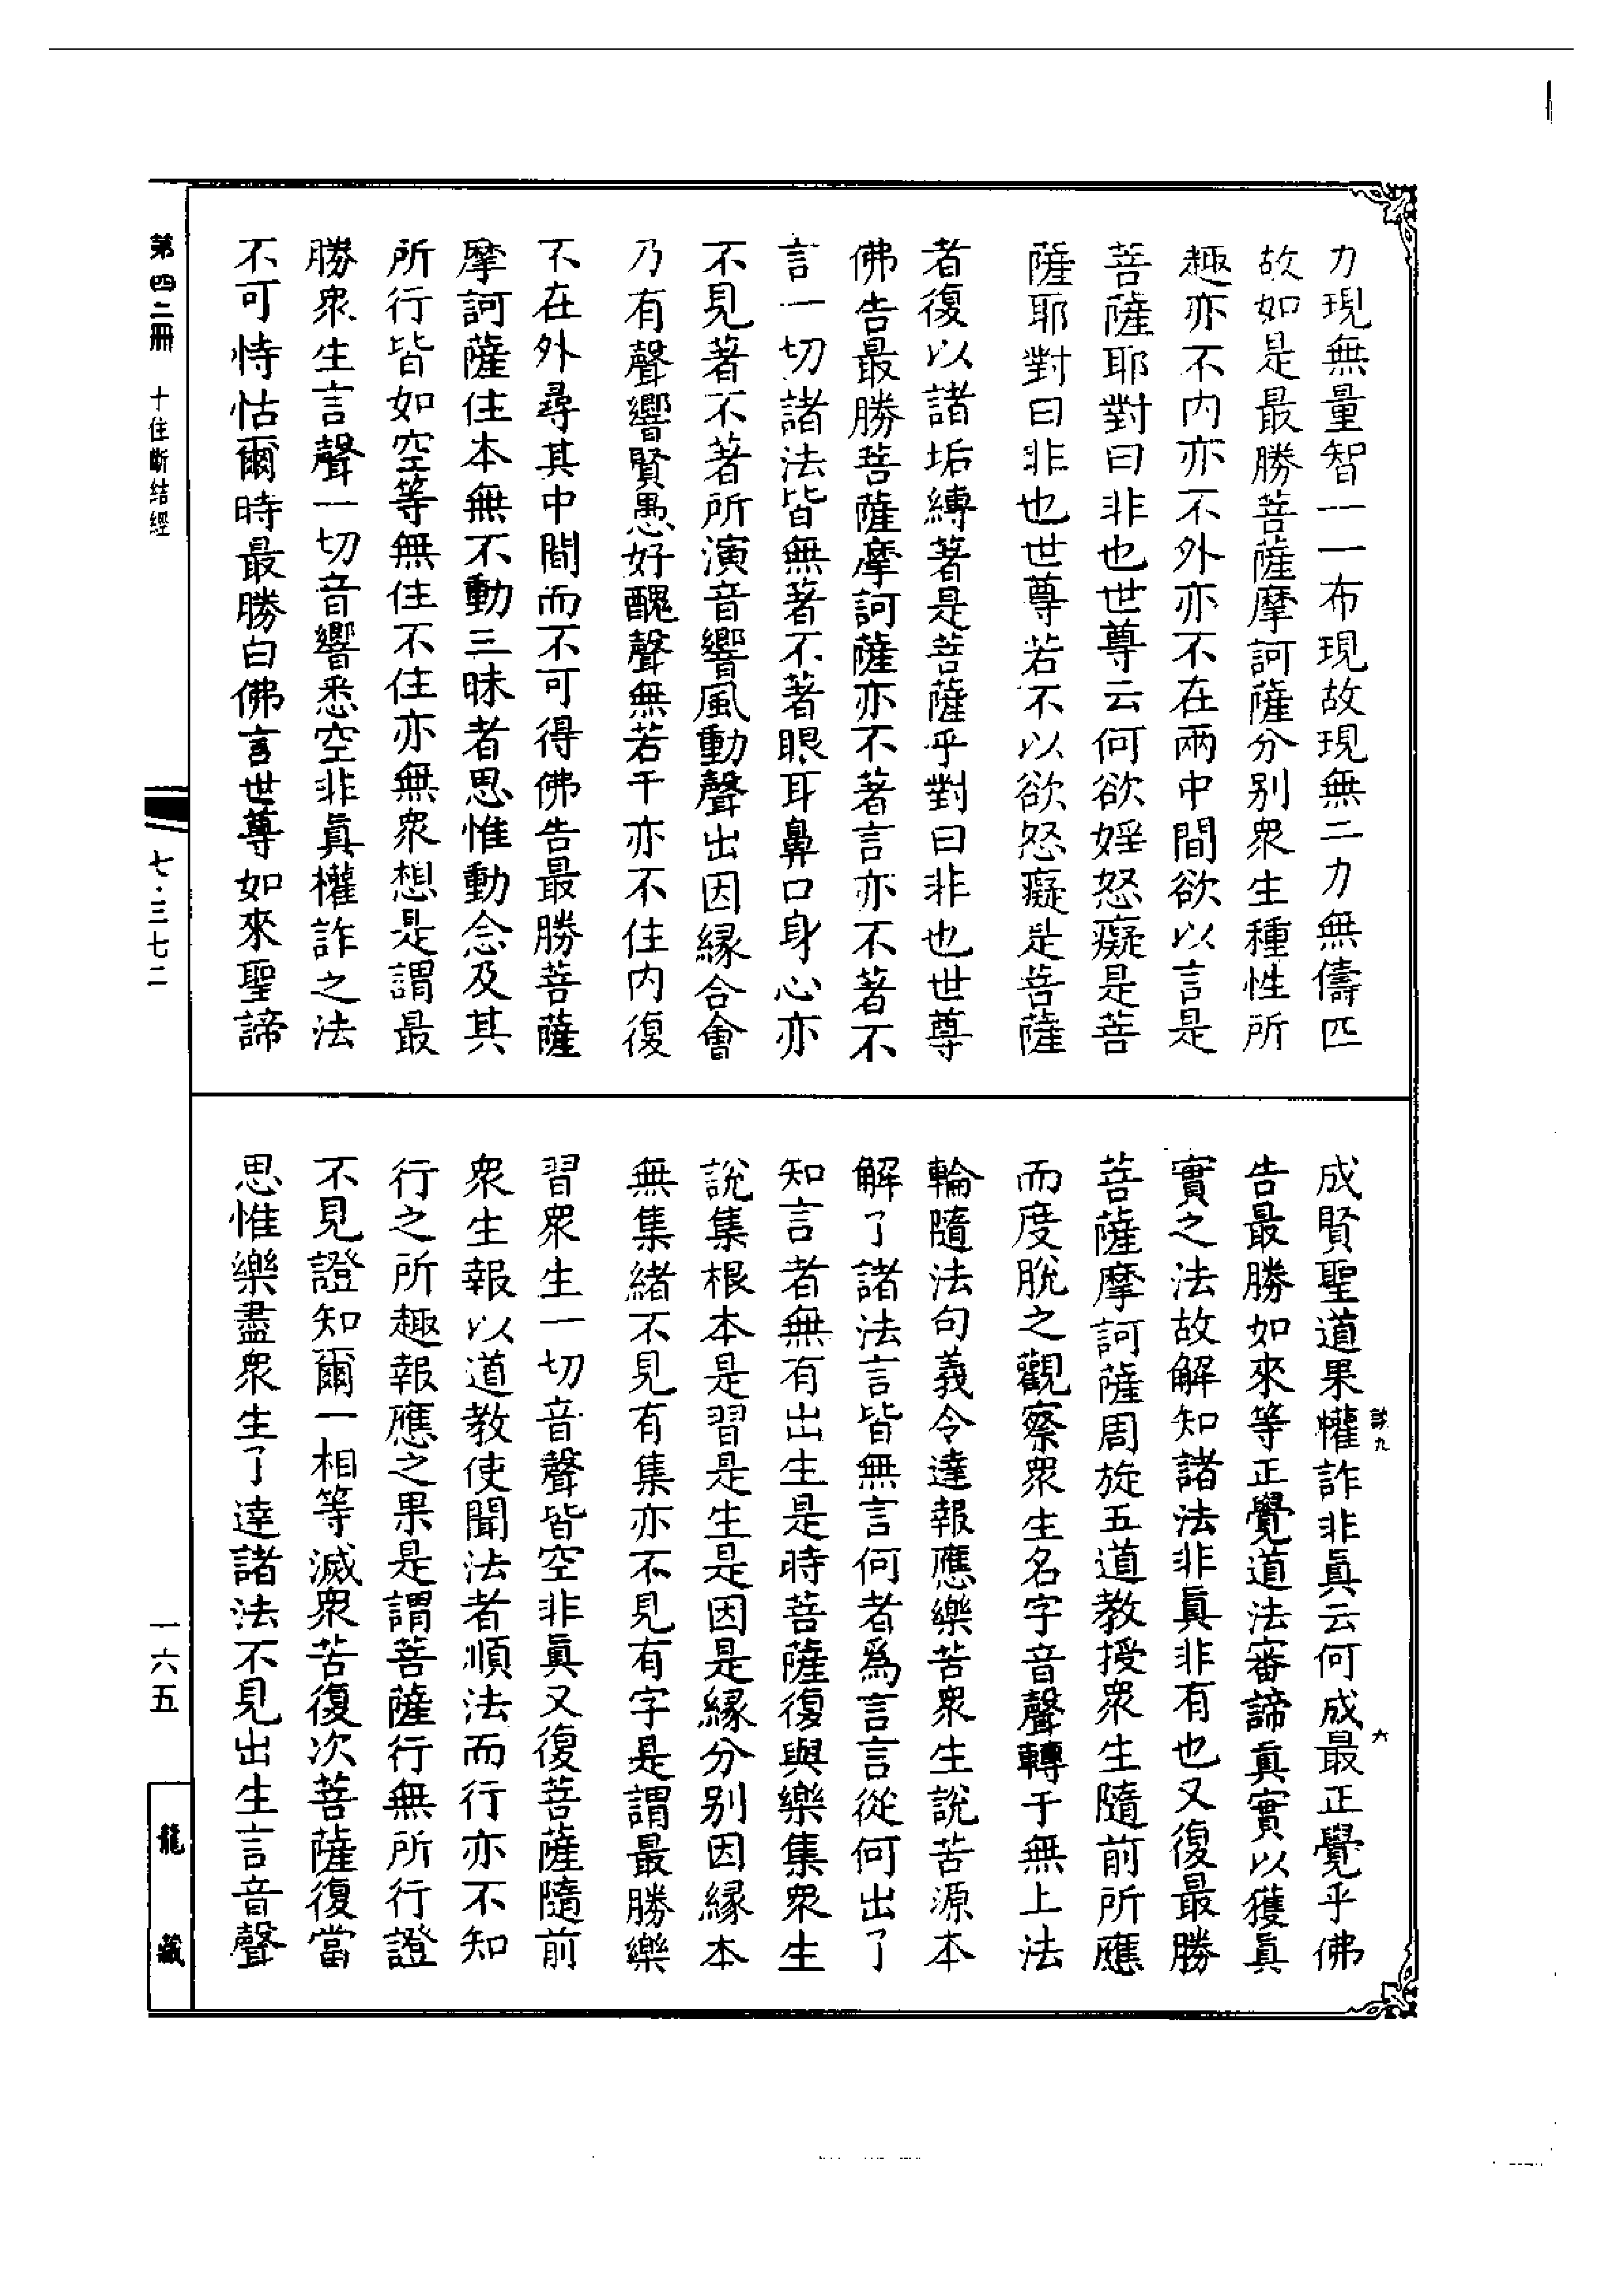 力現無量智一一布現故現無二力無儔匹
故如是最勝菩薩摩訶薩分别衆生種性所
趣亦不内亦不外亦不在兩中間欲以言是
菩薩耶對曰非也世尊云何欲婬怒癡是菩
薩耶對曰非也世尊若不以欲怒癡是菩薩
者復以諸垢縛著是菩薩乎對曰非也世尊
佛告最勝菩薩摩訶薩亦不著言亦不著不
言一切諸法皆無著不著眼耳鼻口身心亦
不見著不著所演音響風動聲出因緣合會
乃有聲響賢愚好醜聲無若干亦不住内復
不在外尋其中間而不可得佛告最勝菩薩
摩訶薩住本無不動三昧者思惟動念及其
所行皆如空等無住不住亦無衆想是謂最
勝衆生言聲一切音響悉空非眞權詐之法
不可恃怙爾時最勝白佛言世尊如來聖諦
成賢聖道果權詐非眞云何成最正覺乎佛
告最勝如來等正覺道法審諦眞實以獲眞
實之法故解知諸法非眞非有也又復最勝
菩薩摩訶薩周旋五道教授衆生隨前所應
而度脫之觀察衆生名字音聲轉于無上法
輪隨法句義令達報應樂苦衆生說苦源本
解了諸法言皆無言何者爲言言從何出了
知言者無有出生是時菩薩復與樂集衆生
說集根本是習是生是因是緣分别因緣本
無集緒不見有集亦不見有字是謂最勝樂
習衆生一切音聲皆空非眞又復菩薩隨前
衆生報以道教使聞法者順法而行亦不知
行之所趣報應之果是謂菩薩行無所行證
不見證知爾一相等滅衆苦復次菩薩復當
思惟樂盡衆生了達諸法不見出生言音聲
九
六
第四二冊 十住斷结經
七·三七二
一六五
龍藏